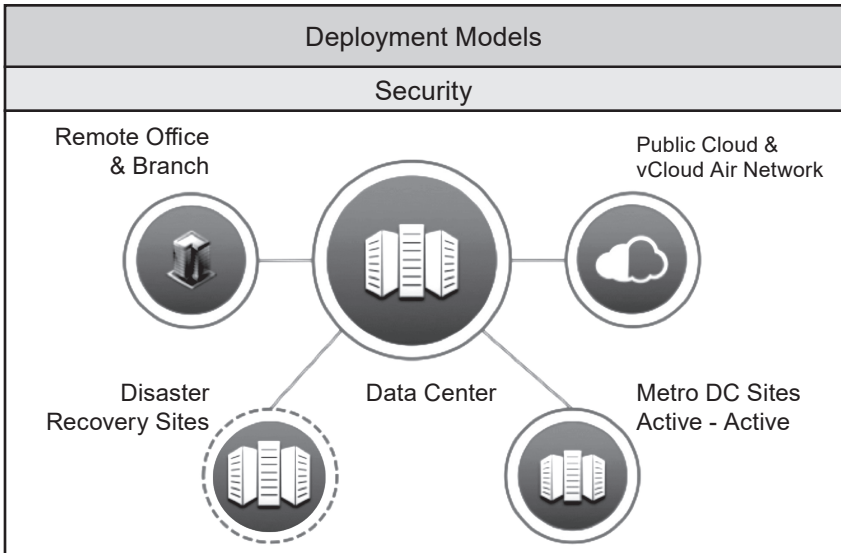 Deployment Models
Security
Remote Office
& Branch
Public Cloud &
vCloud Air Network
Disaster
Recovery Sites
Data Center
Metro DC Sites
Active - Active